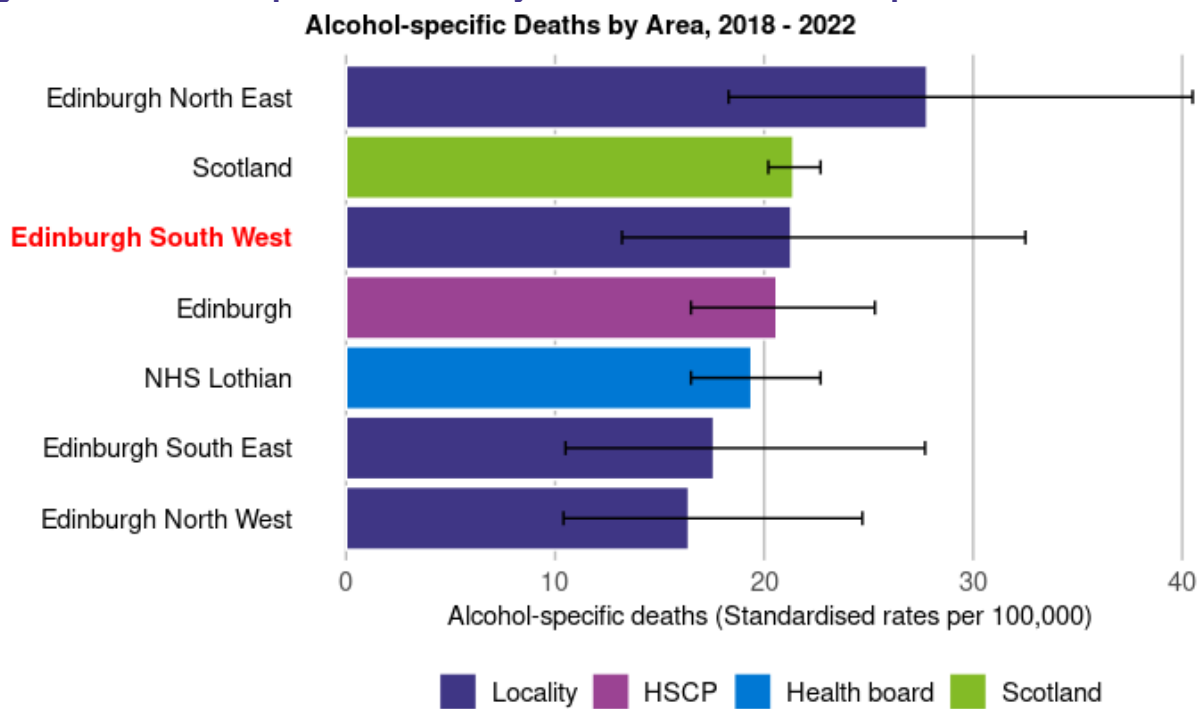 Alcohol-specific Deaths by Area, 2018 - 2022
Edinburgh North East
Scotland
Edinburgh South West
Edinburgh
NHS Lothian
Edinburgh South East
Edinburgh North West
0 10 20 30 40
Alcohol-specific deaths (Standardised rates per 100,000)
Locality HSCP Health board Scotland